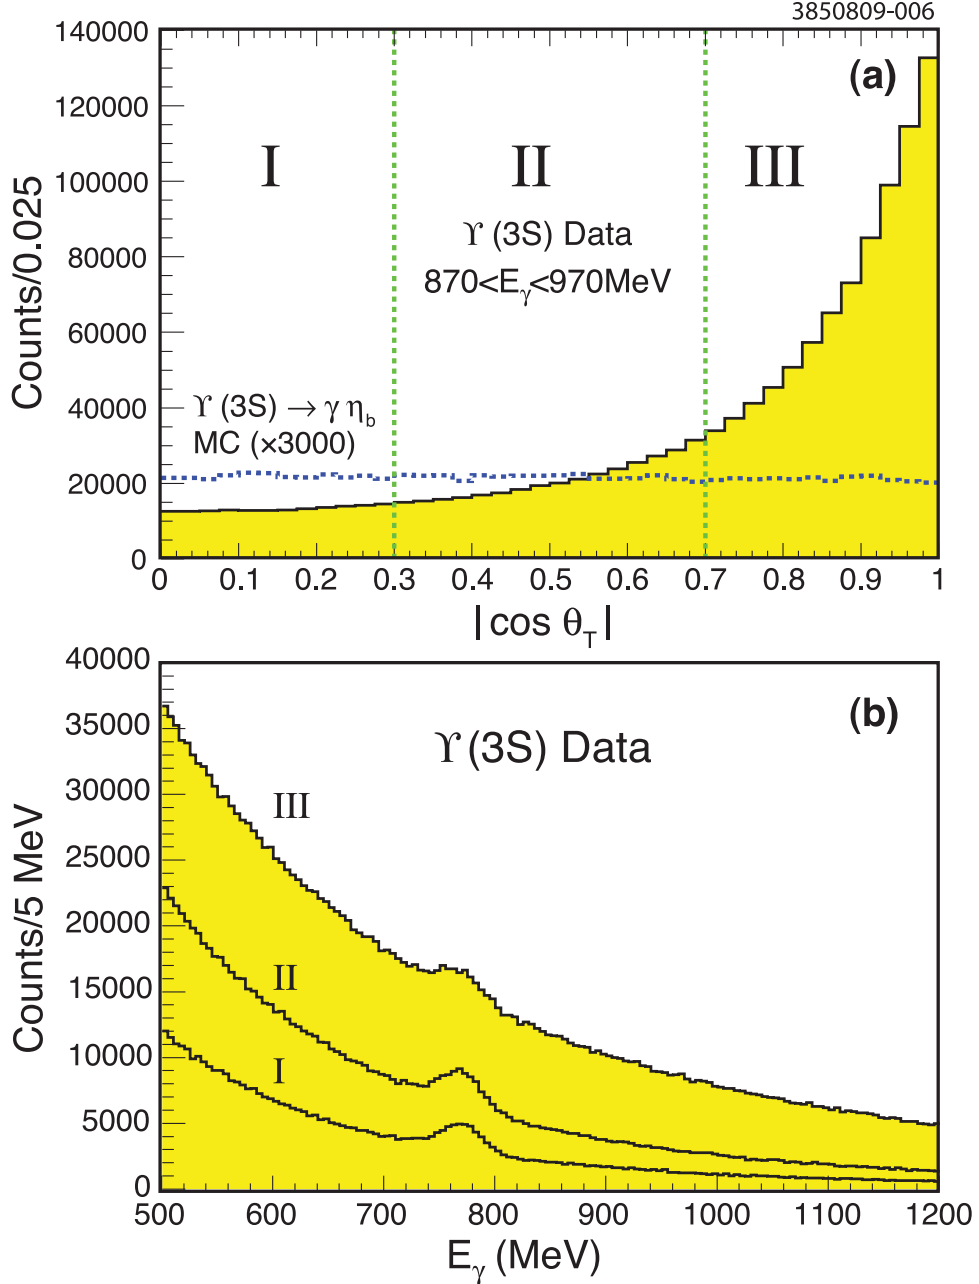 3850809-006
(a)
140000
120000
100000
80000
60000
40000
20000
0
Counts/0.025
I
II
III
ϒ (3S) Data
870<Eγ<970MeV
ϒ (3S) → γ ηb
MC (×3000)
0 0.1 0.2 0.3 0.4 0.5 0.6 0.7 0.8 0.9 1
| cos θT |
(b)
40000
35000
30000
25000
20000
15000
10000
5000
0
Counts/5 MeV
ϒ (3S) Data
III
II
I
500 600 700 800 900 1000 1100 1200
Eγ (MeV)